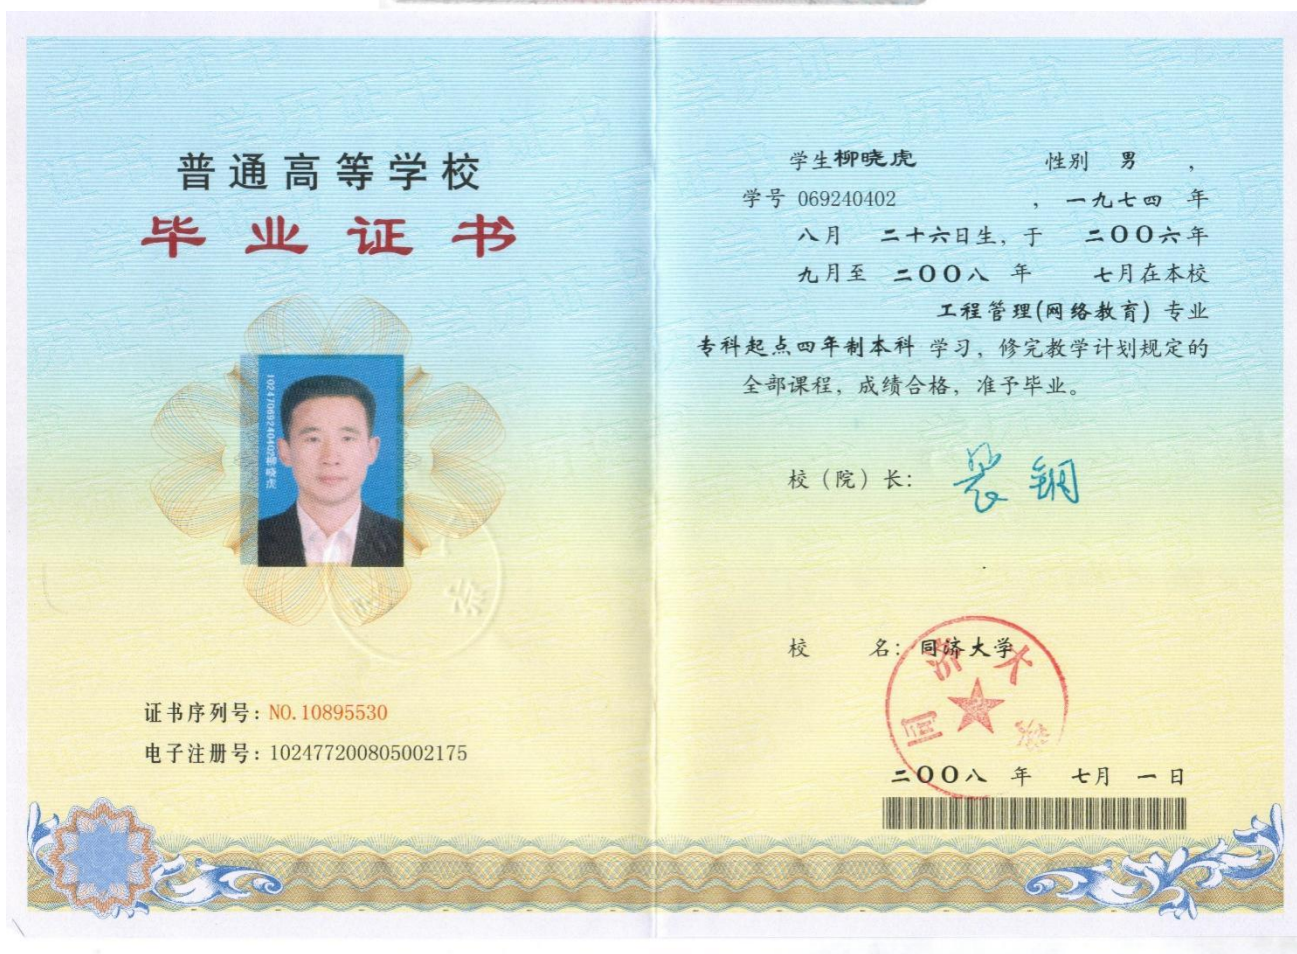 普通高等学校
毕业证书
10247069240402柳晓虎
证书序列号：NO.10895530
电子注册号：102477200805002175
学生柳晓虎 性别 男，
学号 069240402 ，一九七四 年
八月 二十六日生，于 二〇〇六年
九月至 二〇〇八 年 七月在本校
工程管理(网络教育) 专业
专科起点四年制本科 学习，修完教学计划规定的
全部课程，成绩合格，准予毕业。
校（院）长：裴钢
校 名：同济大学
同济大学
二〇〇八 年 七月 一日